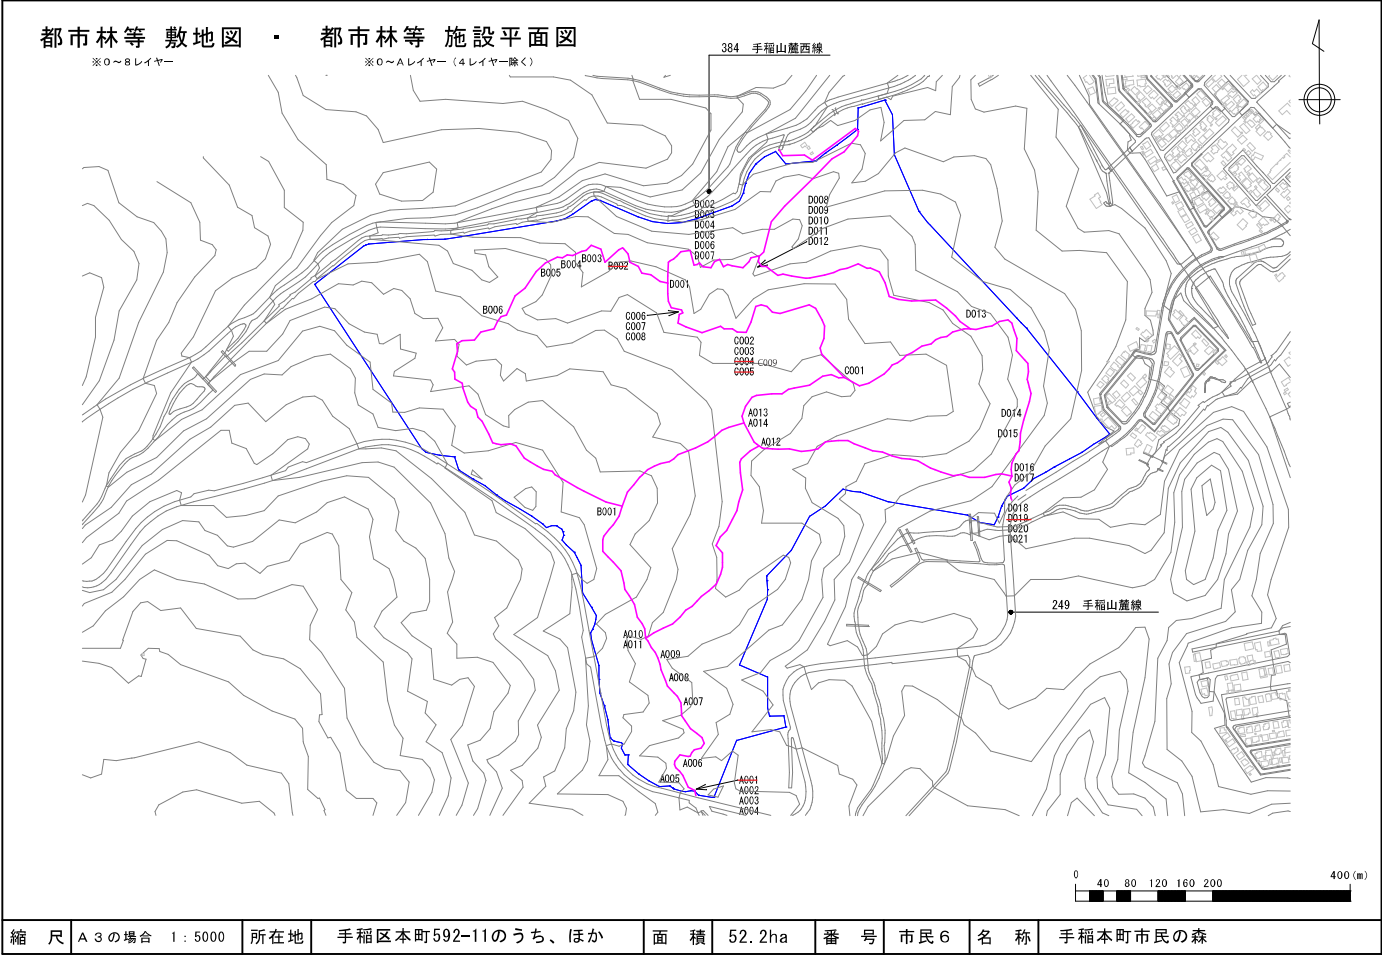 都市林等 敷地図 ・ 都市林等 施設平面図
※0～8レイヤー
※0～Aレイヤー（4レイヤー除く）
384 手稲山麓西線
D002
D003
D004
D005
D006
D007
D008
D009
D010
D011
D012
B003
B004
B002
B005
D001
B006
C006
C007
C008
D013
C002
C003
C004 C009
C005
C001
A013
A014
D014
D015
A012
D016
D017
B001
D018
D019
D020
D021
249 手稲山麓線
A010
A011
A009
A008
A007
A006
A005
A001
A002
A003
A004
0 40 80 120 160 200 400(m)
縮 尺 A3の場合 1：5000 所在地 手稲区本町592-11のうち、ほか 面 積 52.2ha 番 号 市民6 名 称 手稲本町市民の森